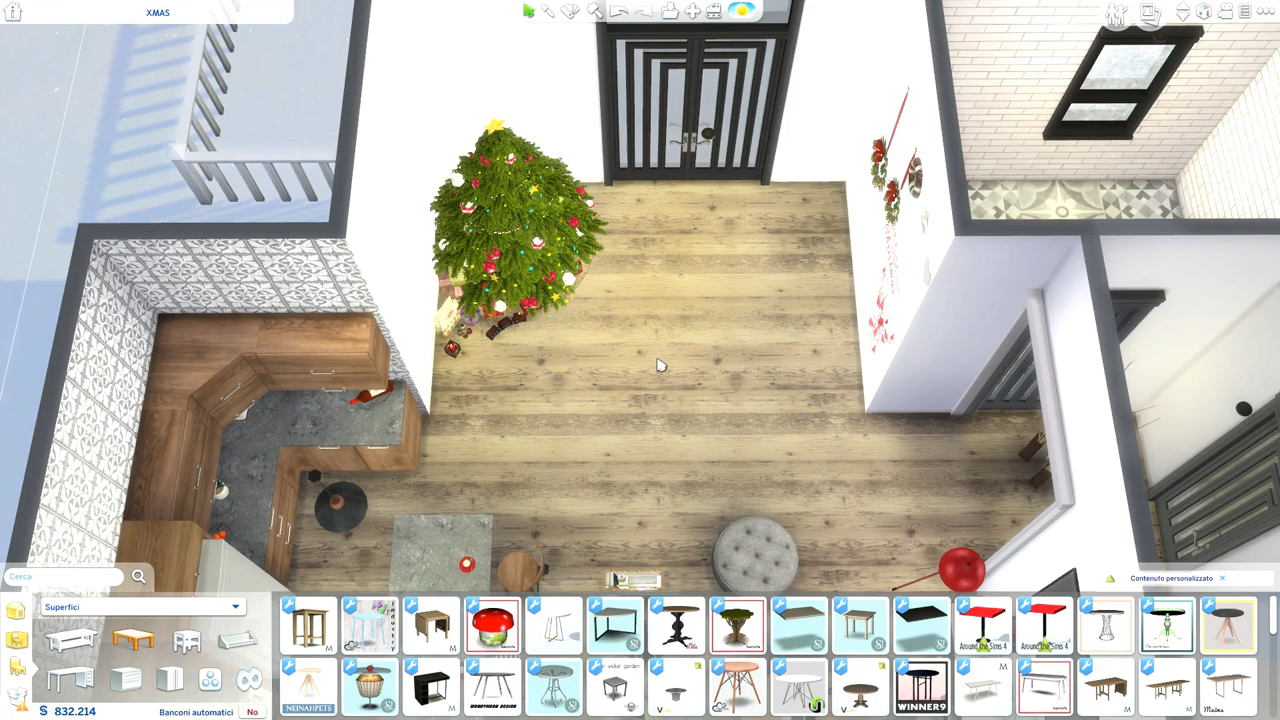 XMAS
Contenuto personalizzato
Cerca
Superfici
Around the Sims 4
Around the Sims 4
NEINAHPETS
WINNER9
$ 832.214
Banconi automatici
No